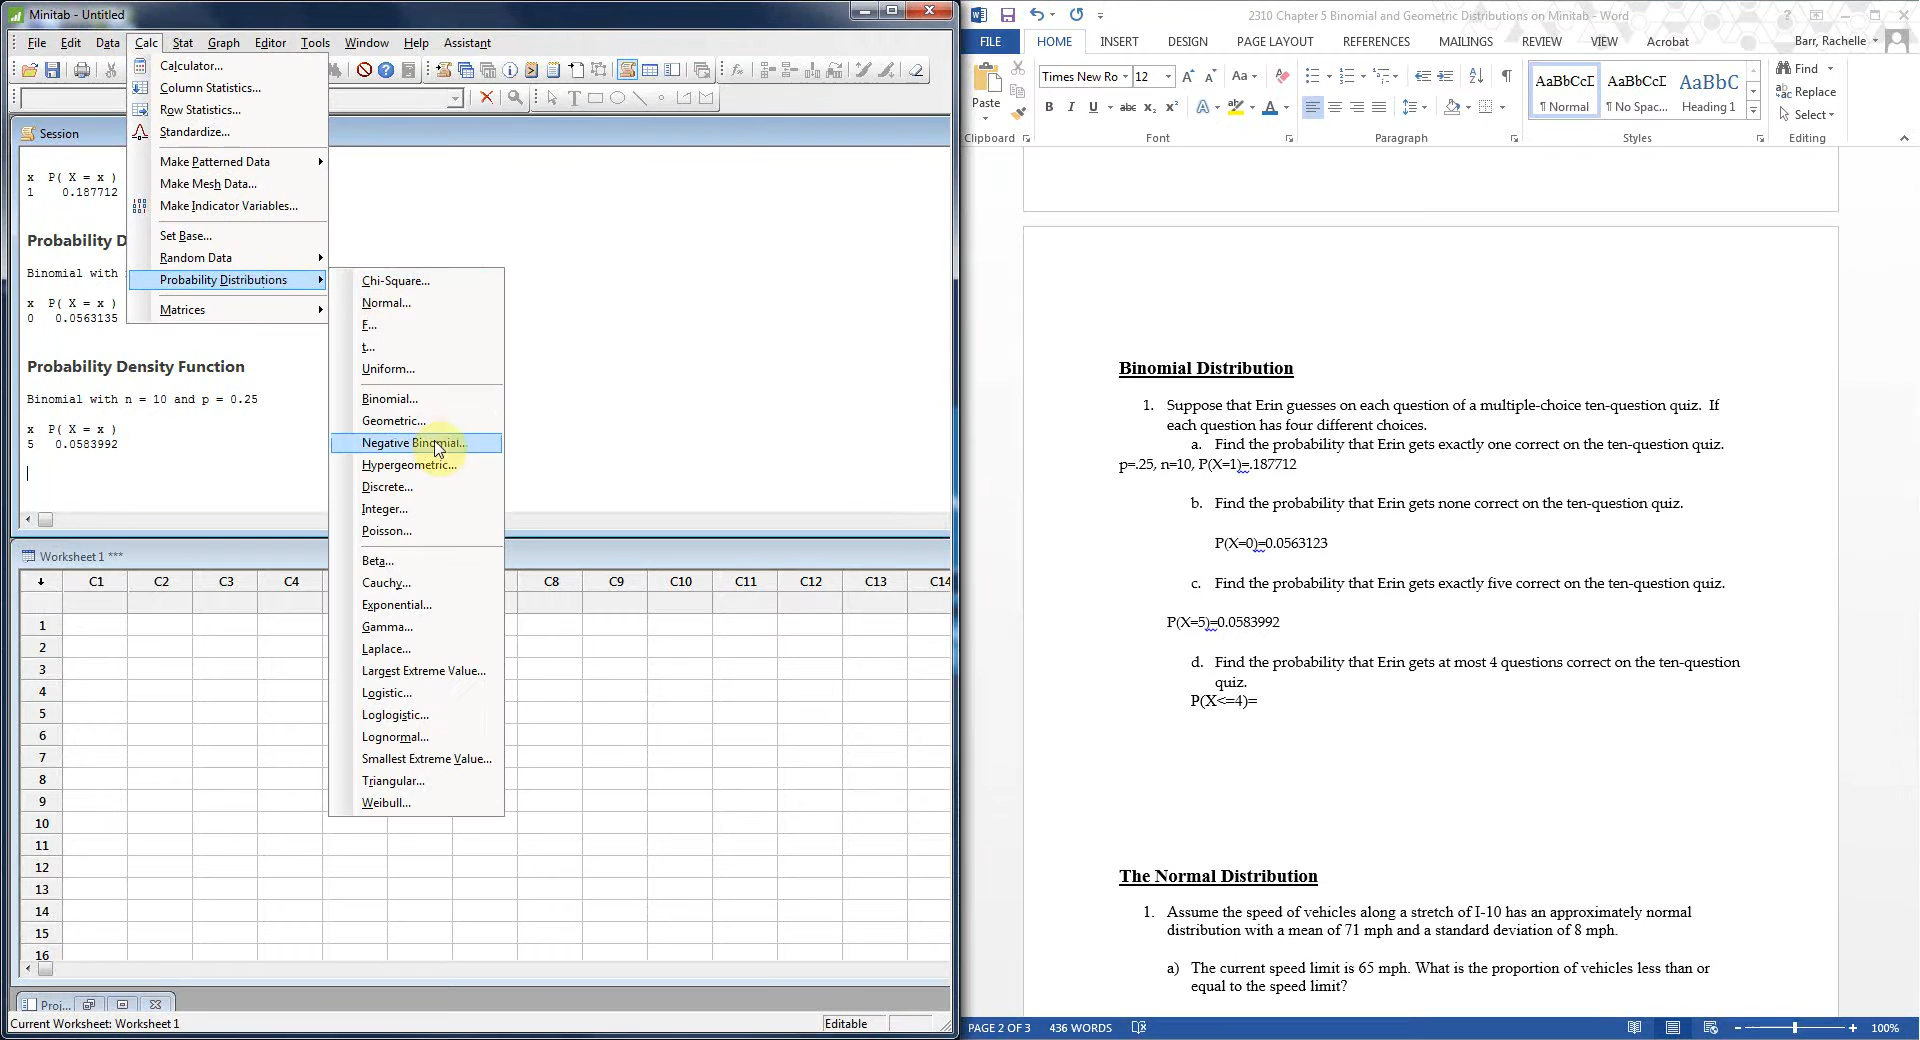 Minitab - Untitled
File Edit Data Calc Stat Graph Editor Tools Window Help Assistant
Calculator...
Column Statistics...
Row Statistics...
Standardize...
Make Patterned Data
Make Mesh Data...
Make Indicator Variables...
Set Base...
Random Data
Probability Distributions
Matrices
Chi-Square...
Normal...
F...
t...
Uniform...
Binomial...
Geometric...
Negative Binomial...
Hypergeometric...
Discrete...
Integer...
Poisson...
Beta...
Cauchy...
Exponential...
Gamma...
Laplace...
Largest Extreme Value...
Logistic...
Loglogistic...
Lognormal...
Smallest Extreme Value...
Triangular...
Weibull...
Session
x P( X = x )
1 0.187712
Probability D
Binomial with
x P( X = x )
0 0.0563135
Probability Density Function
Binomial with n = 10 and p = 0.25
x P( X = x )
5 0.0583992
Worksheet 1 ***
C1 C2 C3 C4 C8 C9 C10 C11 C12 C13 C14
1
2
3
4
5
6
7
8
9
10
11
12
13
14
15
16
Proj...
Current Worksheet: Worksheet 1
Editable
2310 Chapter 5 Binomial and Geometric Distributions on Minitab - Word
FILE HOME INSERT DESIGN PAGE LAYOUT REFERENCES MAILINGS REVIEW VIEW Acrobat Barr, Rachelle
Paste
Times New Ro 12
Aa
B I U abc x₂ x²
AaBbCcDd AaBbCcDd AaBbC
¶ Normal ¶ No Spac... Heading 1
Find
Replace
Select
Clipboard Font Paragraph Styles Editing
Binomial Distribution
1. Suppose that Erin guesses on each question of a multiple-choice ten-question quiz. If
each question has four different choices.
a. Find the probability that Erin gets exactly one correct on the ten-question quiz.
p=.25, n=10, P(X=1)=.187712
b. Find the probability that Erin gets none correct on the ten-question quiz.
P(X=0)=0.0563123
c. Find the probability that Erin gets exactly five correct on the ten-question quiz.
P(X=5)=0.0583992
d. Find the probability that Erin gets at most 4 questions correct on the ten-question
quiz.
P(X<=4)=
The Normal Distribution
1. Assume the speed of vehicles along a stretch of I-10 has an approximately normal
distribution with a mean of 71 mph and a standard deviation of 8 mph.
a) The current speed limit is 65 mph. What is the proportion of vehicles less than or
equal to the speed limit?
PAGE 2 OF 3 436 WORDS
100%